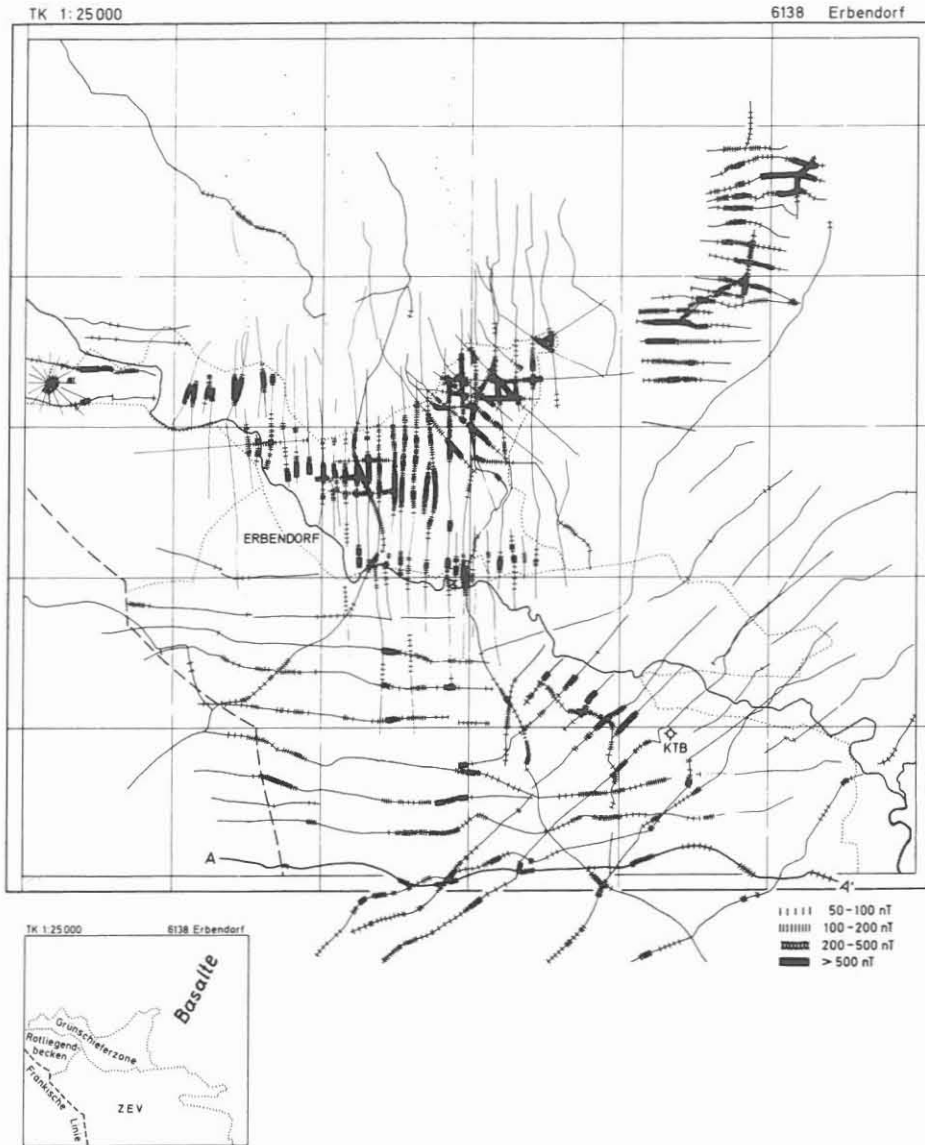 TK 1:25000
6138 Erbendorf
ERBENDORF
KTB
A
A'
50-100 nT
100-200 nT
200-500 nT
> 500 nT
TK 1:25000
6138 Erbendorf
Basalte
Grünschieferzone
Rotliegend-
becken
Fränkische
Linie
ZEV